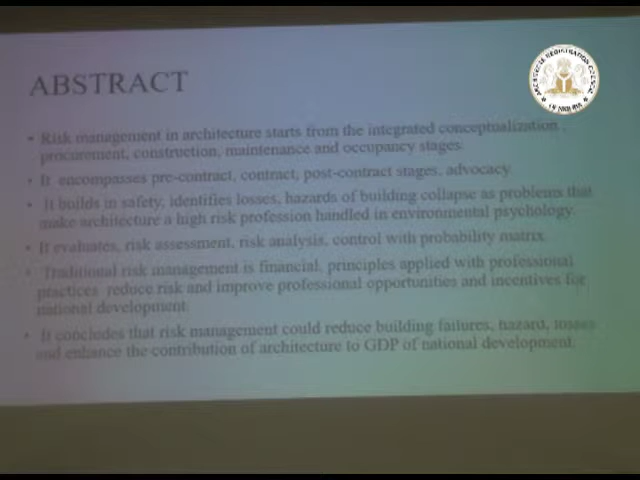 ABSTRACT
• Risk management in architecture starts from the integrated conceptualization ,
procurement, construction, maintenance and occupancy stages.
• It encompasses pre-contract, contract, post-contract stages, advocacy.
• It builds in safety, identifies losses, hazards of building collapse as problems that
make architecture a high risk profession handled in environmental psychology.
• It evaluates, risk assessment, risk analysis, control with probability matrix.
• Traditional risk management is financial, principles applied with professional
practices reduce risk and improve professional opportunities and incentives for
national development.
• It concludes that risk management could reduce building failures, hazard, losses
and enhance the contribution of architecture to GDP of national development.
ARCHITECTS REGISTRATION COUNCIL
OF NIGERIA